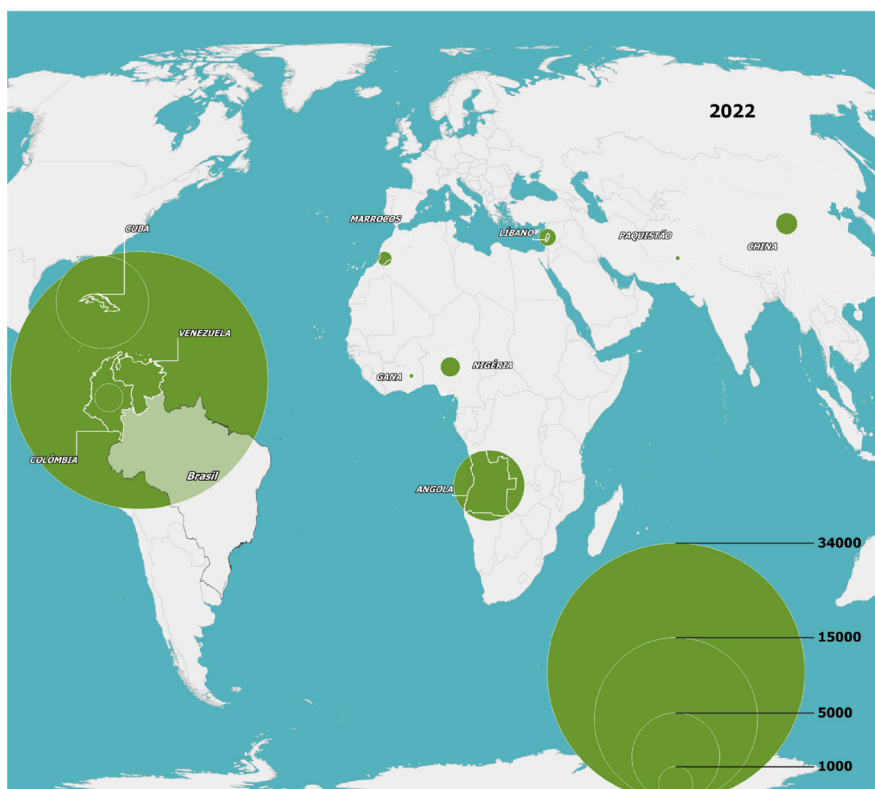 2022
MARROCOS
CUBA
LÍBANO
PAQUISTÃO
CHINA
VENEZUELA
NIGÉRIA
GANA
COLÔMBIA
Brasil
ANGOLA
34000
15000
5000
1000